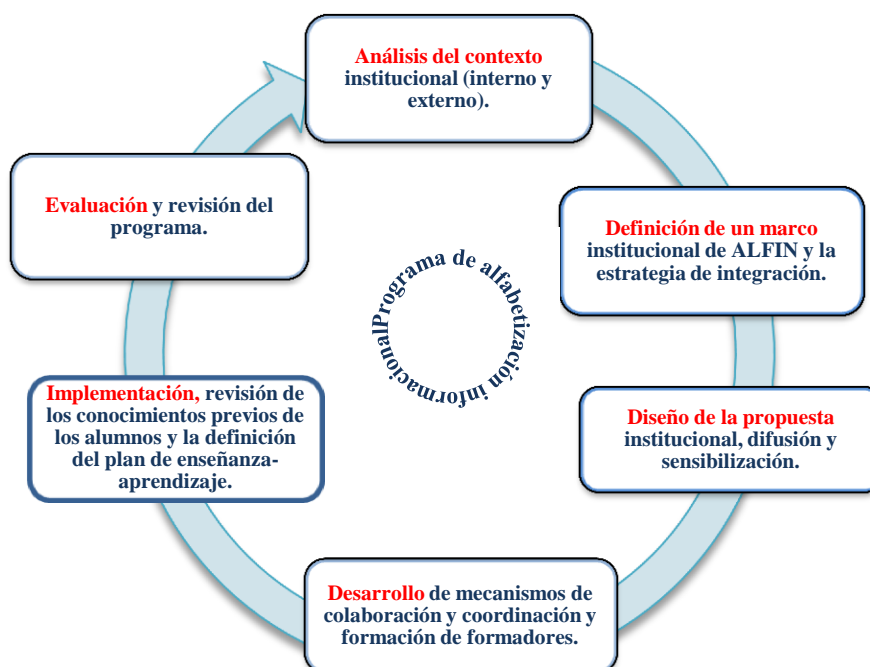 Análisis del contexto
institucional (interno y
externo).
Definición de un marco
institucional de ALFIN y la
estrategia de integración.
Diseño de la propuesta
institucional, difusión y
sensibilización.
Desarrollo de mecanismos de
colaboración y coordinación y
formación de formadores.
Implementación, revisión de
los conocimientos previos de
los alumnos y la definición
del plan de enseñanza-
aprendizaje.
Evaluación y revisión del
programa.
Programa de alfabetización informacional